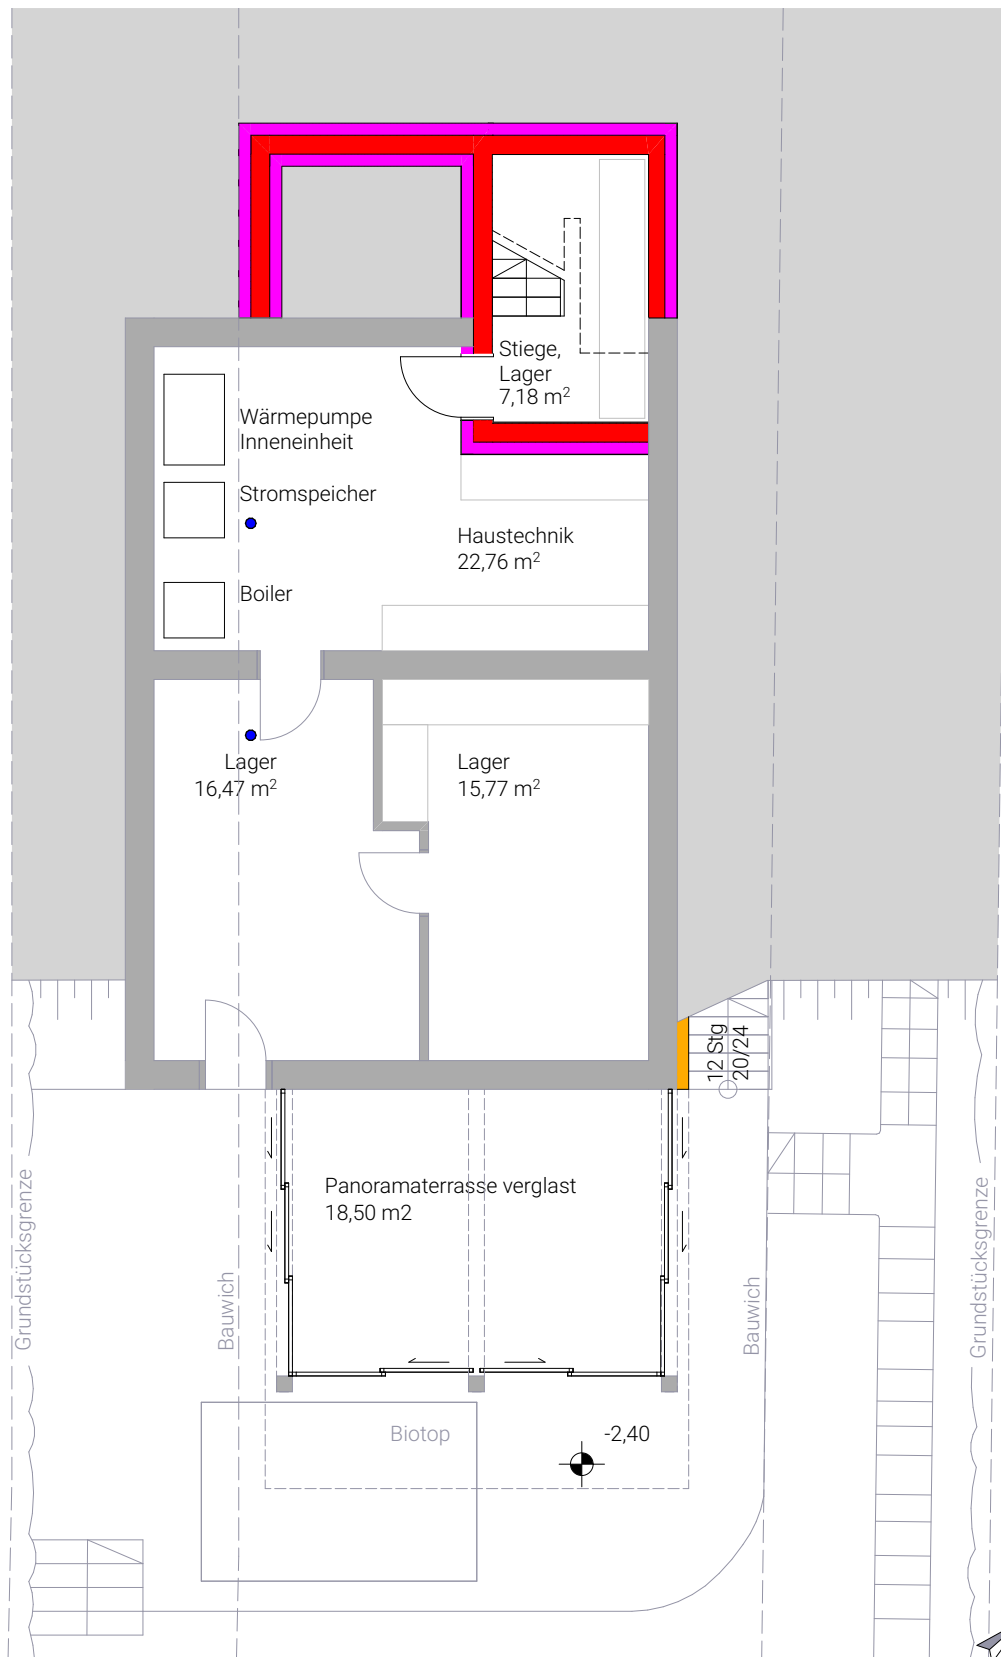 Stiege,
Lager
7,18 m²
Wärmepumpe
Inneneinheit
Stromspeicher
Haustechnik
22,76 m²
Boiler
Lager
16,47 m²
Lager
15,77 m²
12 Stg
20/24
Panoramaterrasse verglast
18,50 m2
Grundstücksgrenze
Bauwich
Bauwich
Grundstücksgrenze
Biotop
-2,40